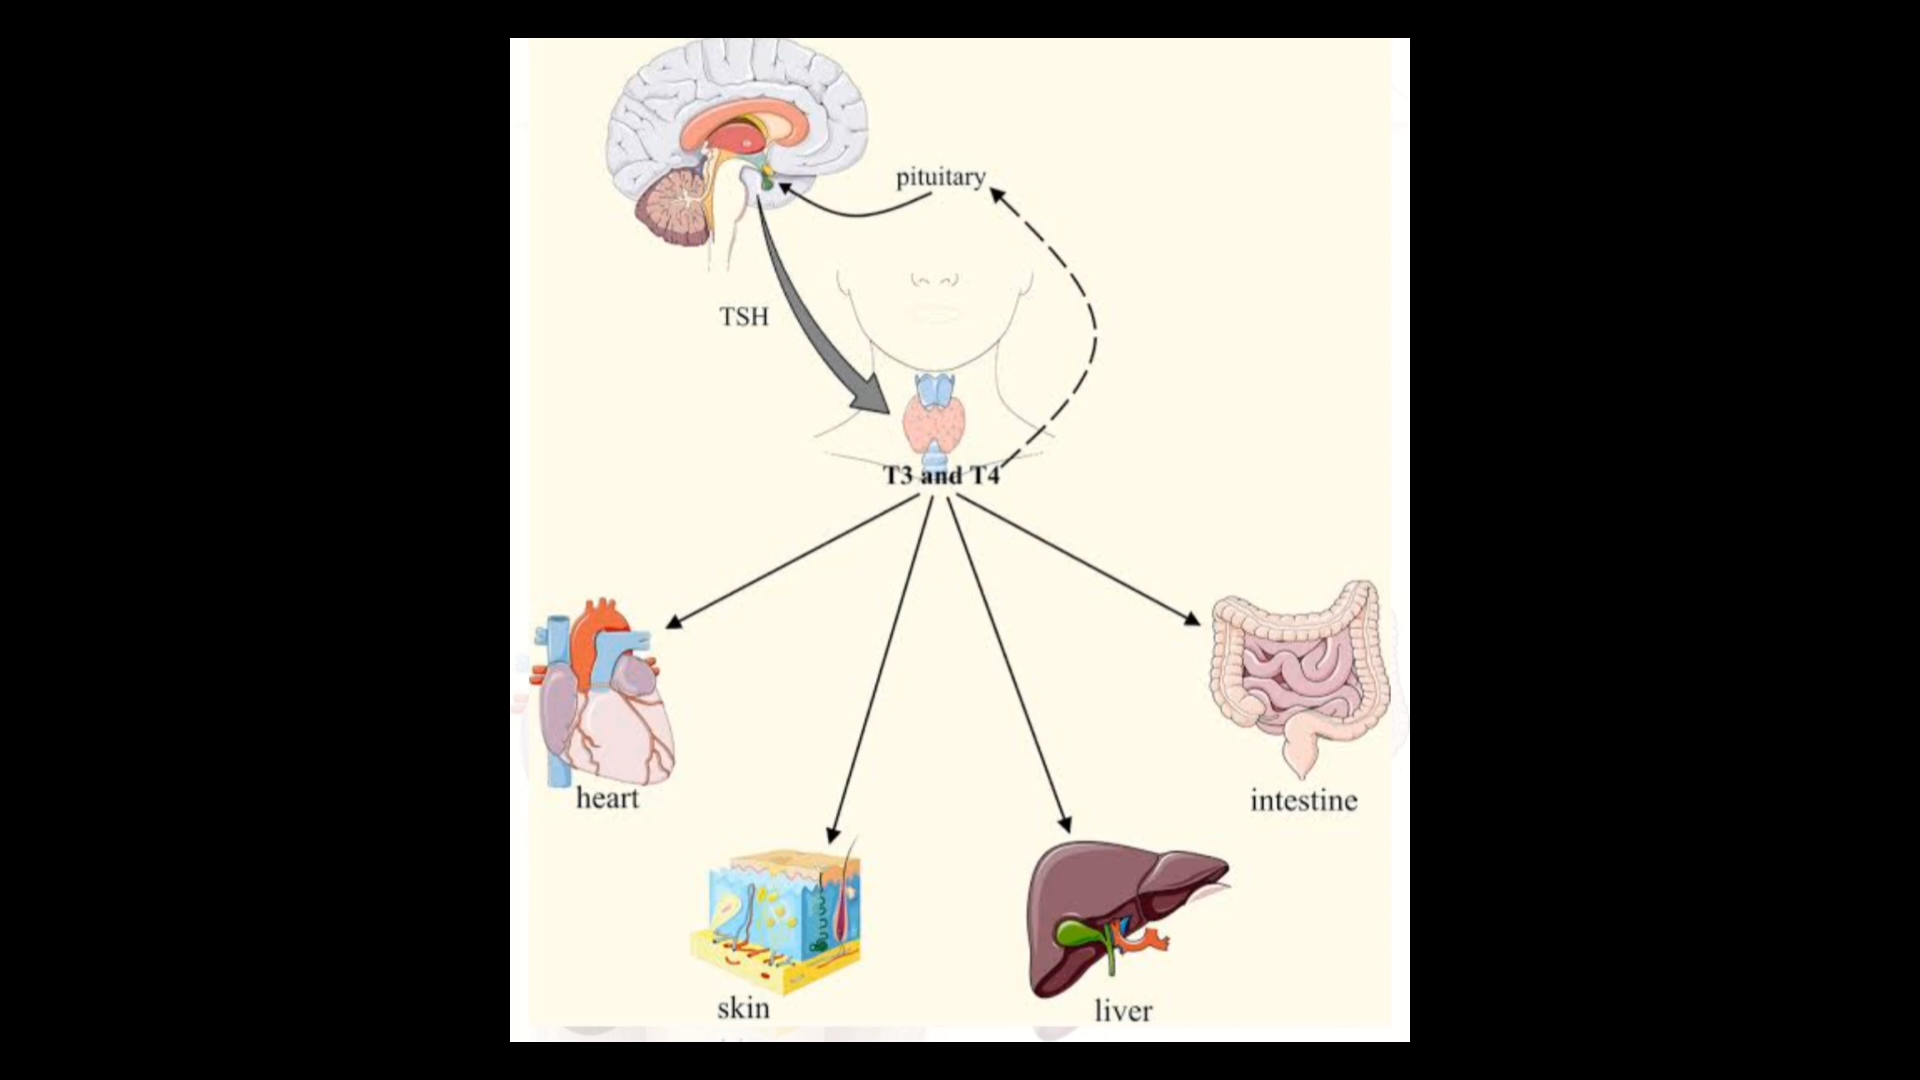 pituitary
TSH
T3 and T4
heart
intestine
skin
liver